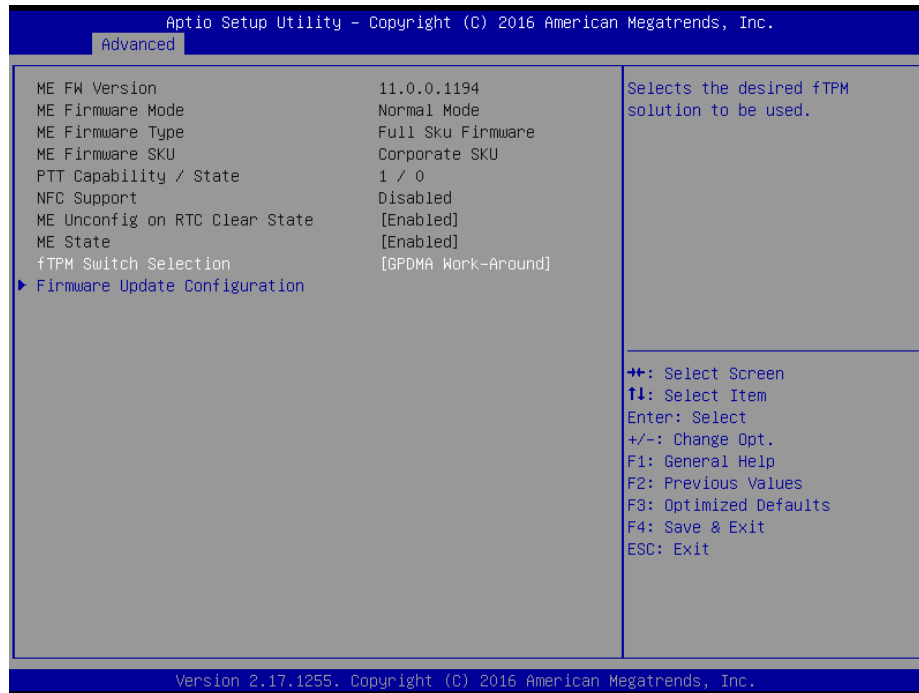 Aptio Setup Utility – Copyright (C) 2016 American Megatrends, Inc.
Advanced
ME FW Version 11.0.0.1194
ME Firmware Mode Normal Mode
ME Firmware Type Full Sku Firmware
ME Firmware SKU Corporate SKU
PTT Capability / State 1 / 0
NFC Support Disabled
ME Unconfig on RTC Clear State [Enabled]
ME State [Enabled]
fTPM Switch Selection [GPDMA Work-Around]
Firmware Update Configuration
Selects the desired fTPM
solution to be used.
→←: Select Screen
↑↓: Select Item
Enter: Select
+/-: Change Opt.
F1: General Help
F2: Previous Values
F3: Optimized Defaults
F4: Save & Exit
ESC: Exit
Version 2.17.1255. Copyright (C) 2016 American Megatrends, Inc.